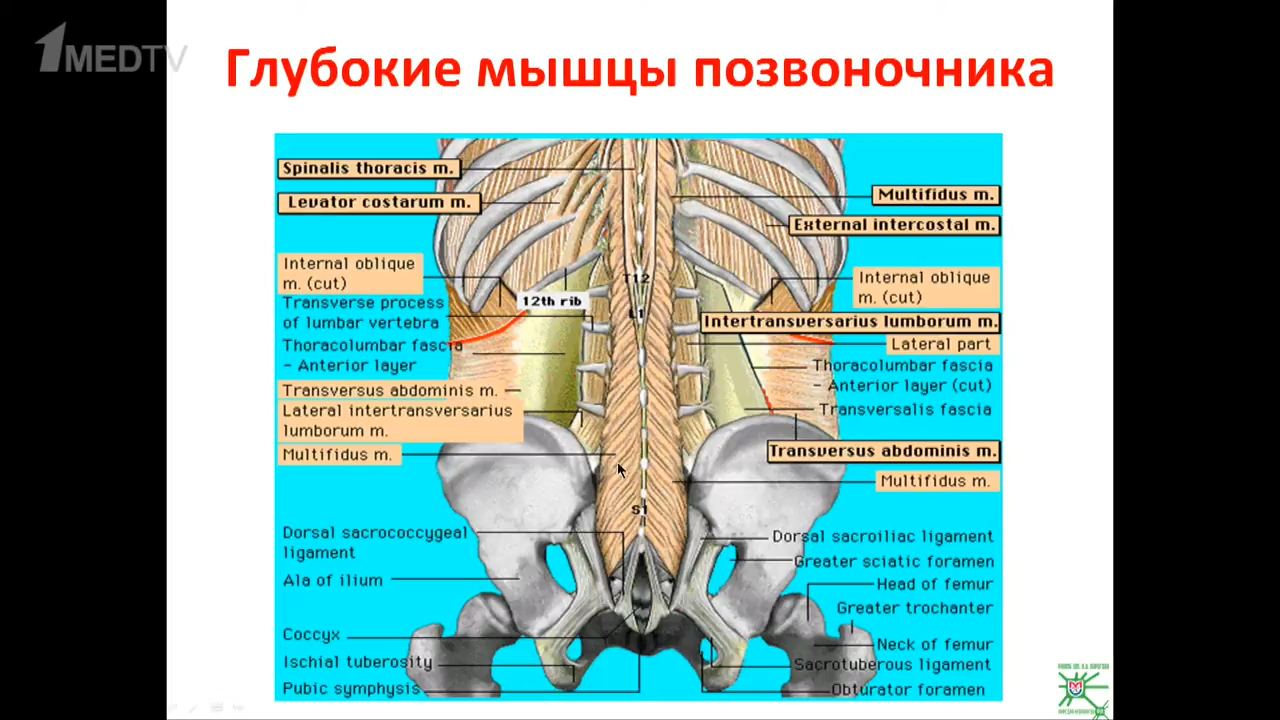 1MEDTV
Глубокие мышцы позвоночника
Spinalis thoracis m.
Levator costarum m.
Internal oblique
m. (cut)
Transverse process
of lumbar vertebra
Thoracolumbar fascia
- Anterior layer
Transversus abdominis m.
Lateral intertransversarius
lumborum m.
Multifidus m.
Dorsal sacrococcygeal
ligament
Ala of ilium
Coccyx
Ischial tuberosity
Pubic symphysis
12th rib
T12
L1
S1
Multifidus m.
External intercostal m.
Internal oblique
m. (cut)
Intertransversarius lumborum m.
Lateral part
Thoracolumbar fascia
- Anterior layer (cut)
Transversalis fascia
Transversus abdominis m.
Multifidus m.
Dorsal sacroiliac ligament
Greater sciatic foramen
Head of femur
Greater trochanter
Neck of femur
Sacrotuberous ligament
Obturator foramen